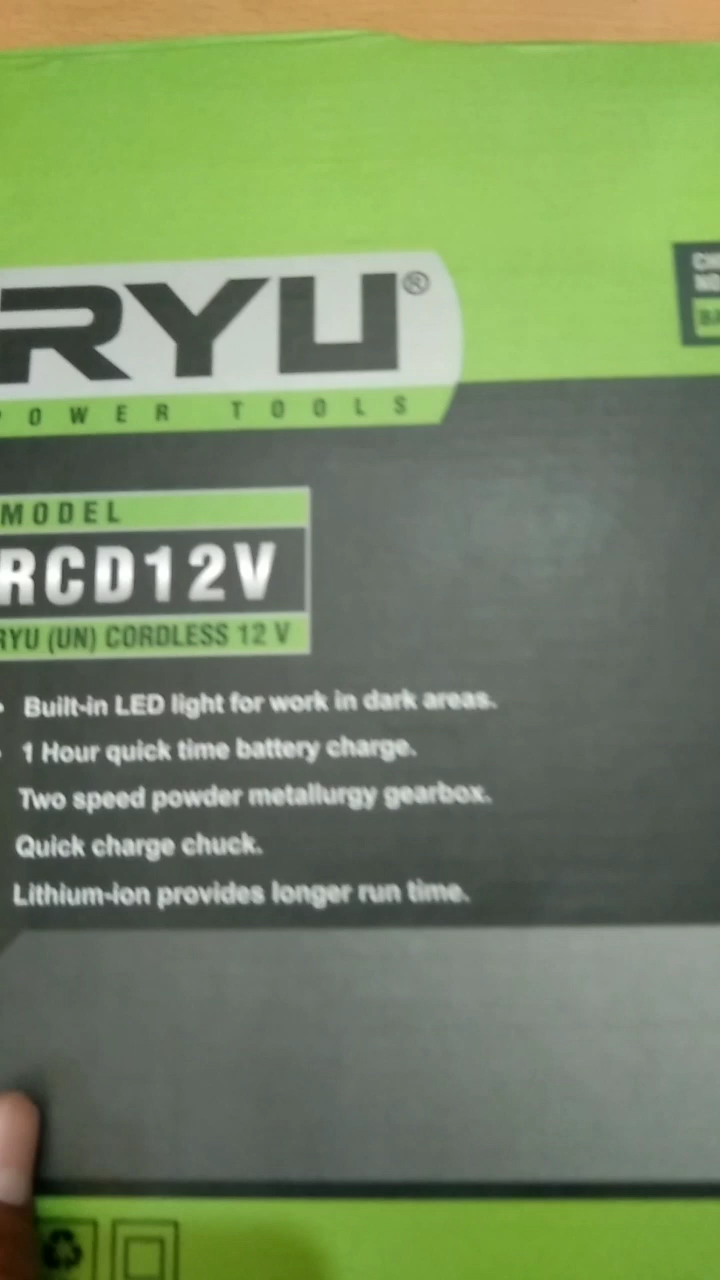 RYU®
POWER TOOLS
MODEL
RCD12V
RYU (UN) CORDLESS 12 V
• Built-in LED light for work in dark areas.
• 1 Hour quick time battery charge.
Two speed powder metallurgy gearbox.
Quick charge chuck.
Lithium-ion provides longer run time.